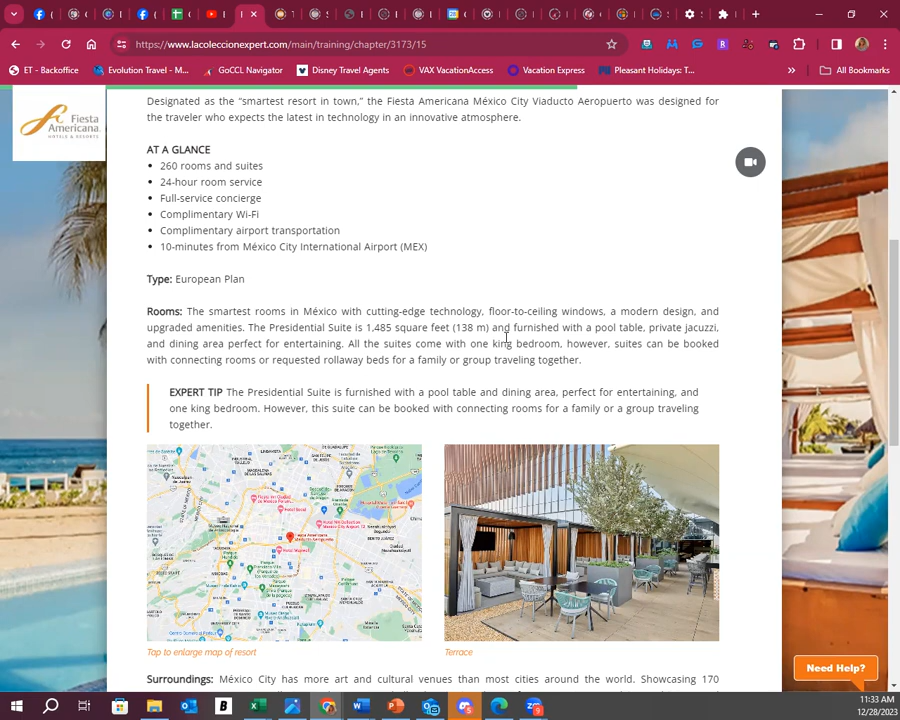 https://www.lacoleccionexpert.com/main/training/chapter/3173/15
ET - Backoffice
Evolution Travel - M...
GoCCL Navigator
Disney Travel Agents
VAX VacationAccess
Vacation Express
Pleasant Holidays: T...
»
All Bookmarks
Fiesta
Americana
HOTELS & RESORTS
Designated as the “smartest resort in town,” the Fiesta Americana México City Viaducto Aeropuerto was designed for
the traveler who expects the latest in technology in an innovative atmosphere.
AT A GLANCE
• 260 rooms and suites
• 24-hour room service
• Full-service concierge
• Complimentary Wi-Fi
• Complimentary airport transportation
• 10-minutes from México City International Airport (MEX)
Type: European Plan
Rooms: The smartest rooms in México with cutting-edge technology, floor-to-ceiling windows, a modern design, and
upgraded amenities. The Presidential Suite is 1,485 square feet (138 m) and furnished with a pool table, private jacuzzi,
and dining area perfect for entertaining. All the suites come with one king bedroom, however, suites can be booked
with connecting rooms or requested rollaway beds for a family or group traveling together.
EXPERT TIP The Presidential Suite is furnished with a pool table and dining area, perfect for entertaining, and
one king bedroom. However, this suite can be booked with connecting rooms for a family or a group traveling
together.
Tap to enlarge map of resort
Terrace
Surroundings: México City has more art and cultural venues than most cities around the world. Showcasing 170
Need Help?
11:33 AM
12/28/2023